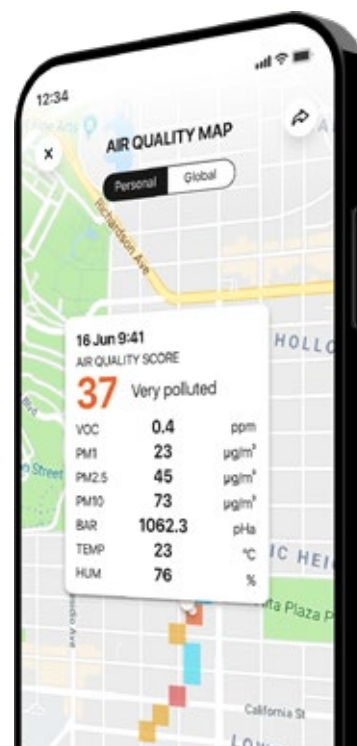 12:34
AIR QUALITY MAP
X
Personal Global
Richardson Ave
HOLLO
16 Jun 9:41
AIR QUALITY SCORE
37 Very polluted
VOC 0.4 ppm
PM1 23 µg/m³
PM2.5 45 µg/m³
PM10 73 µg/m³
BAR 1062.3 pHa
TEMP 23 °C
HUM 76 %
Blvd
Street
IC HEI
ta Plaza P
California St